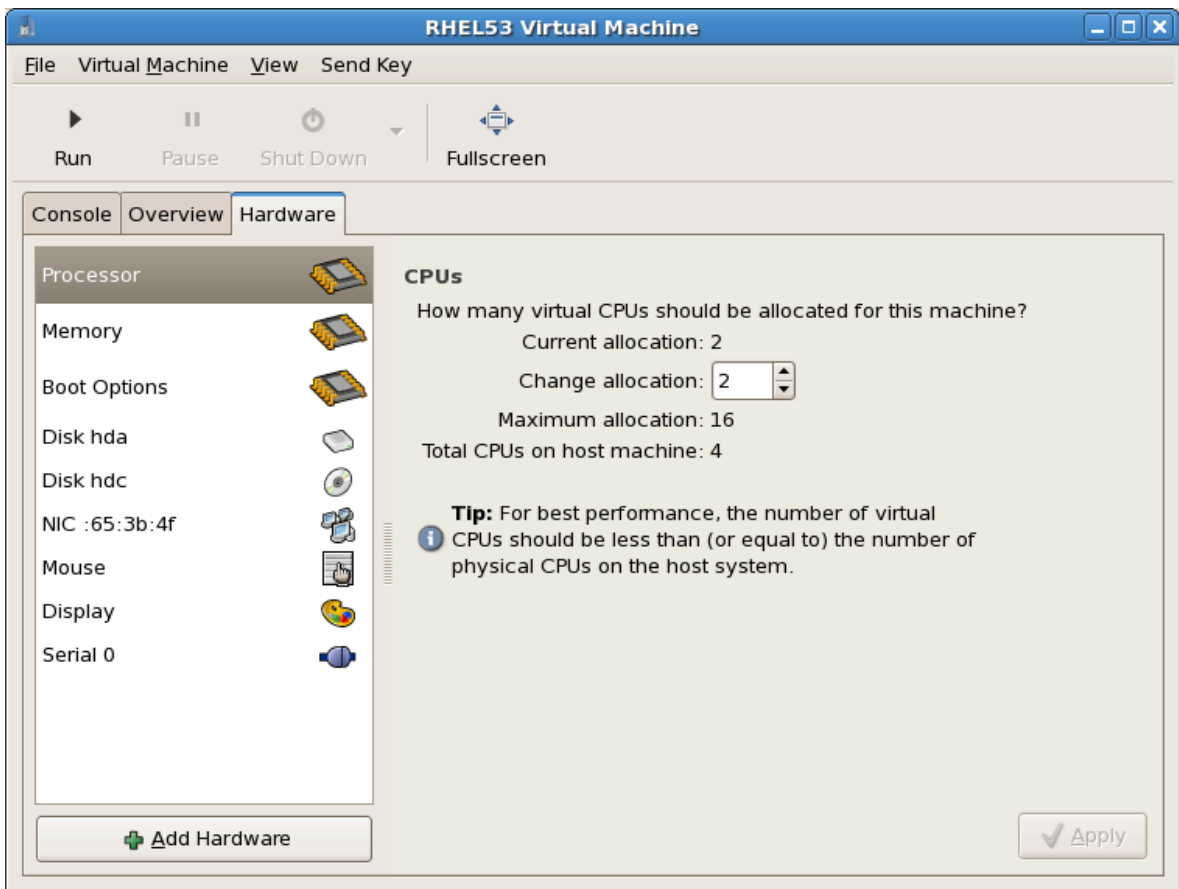 RHEL53 Virtual Machine
File Virtual Machine View Send Key
Run Pause Shut Down Fullscreen
Console Overview Hardware
Processor
Memory
Boot Options
Disk hda
Disk hdc
NIC :65:3b:4f
Mouse
Display
Serial 0
Add Hardware
CPUs
How many virtual CPUs should be allocated for this machine?
Current allocation: 2
Change allocation: 2
Maximum allocation: 16
Total CPUs on host machine: 4
Tip: For best performance, the number of virtual
CPUs should be less than (or equal to) the number of
physical CPUs on the host system.
Apply